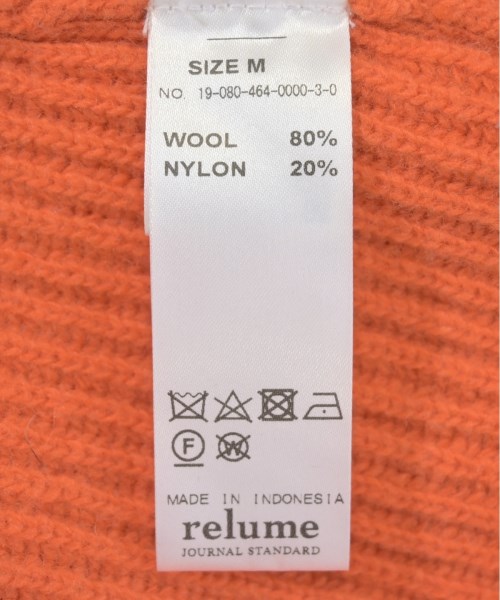 SIZE M
NO. 19-080-464-0000-3-0
WOOL 80%
NYLON 20%
F W
MADE IN INDONESIA
relume
JOURNAL STANDARD